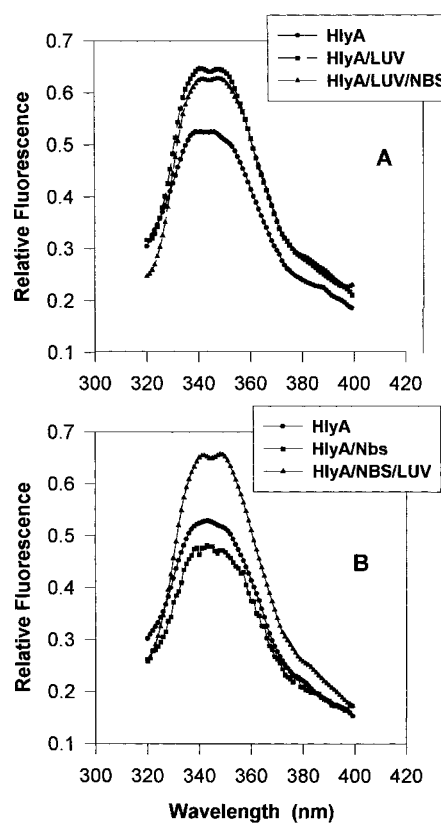 HlyA
HlyA/LUV
HlyA/LUV/NBS
A
Relative Fluorescence
0.7
0.6
0.5
0.4
0.3
0.2
0.1
300 320 340 360 380 400 420
HlyA
HlyA/Nbs
HlyA/NBS/LUV
B
Relative Fluorescence
0.7
0.6
0.5
0.4
0.3
0.2
0.1
300 320 340 360 380 400 420
Wavelength (nm)